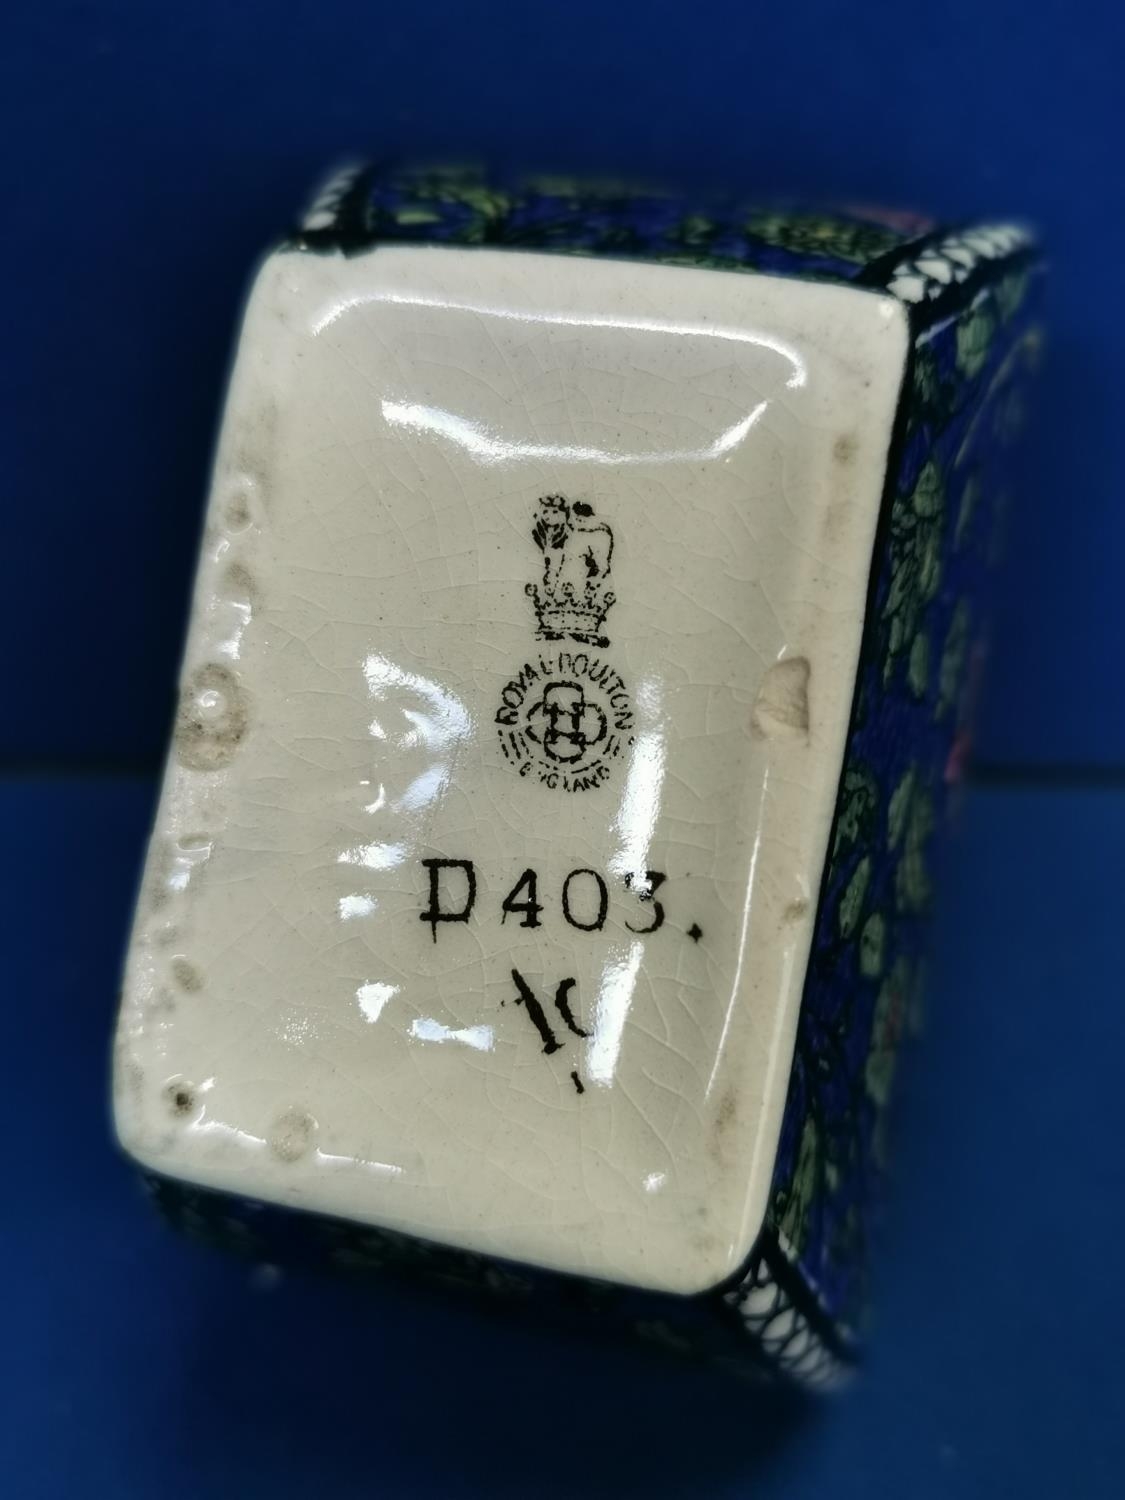 ROYAL DOULTON
ENGLAND
D403.